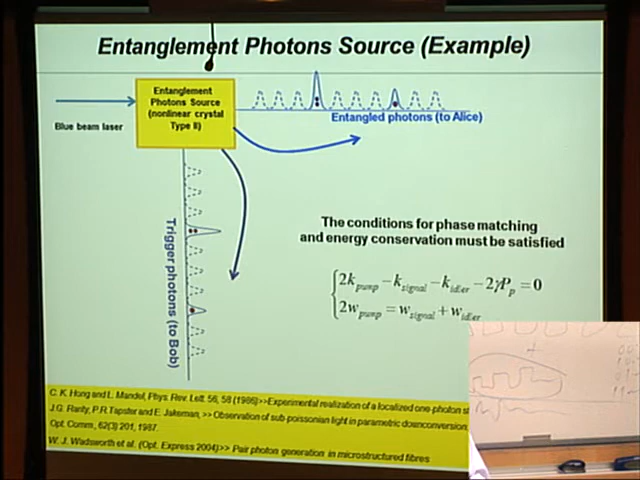 Entanglement Photons Source (Example)
Entanglement
Photons Source
(nonlinear crystal
Type II)
Blue beam laser
Entangled photons (to Alice)
Trigger photons (to Bob)
The conditions for phase matching
and energy conservation must be satisfied
2k_pump − k_signal − k_idler − 2γP_p = 0
2w_pump = w_signal + w_idler
C. K. Hong and L. Mandel, Phys. Rev. Lett. 56, 58 (1986)>>Experimental realization of a localized one-photon st
J.G. Rarity, P.R.Tapster and E. Jakeman, >> Observation of sub-poissonian light in parametric downconversion,
Opt. Comm., 62(3) 201, 1987.
W. J. Wadsworth et al. (Opt. Express 2004)>> Pair photon generation in microstructured fibres